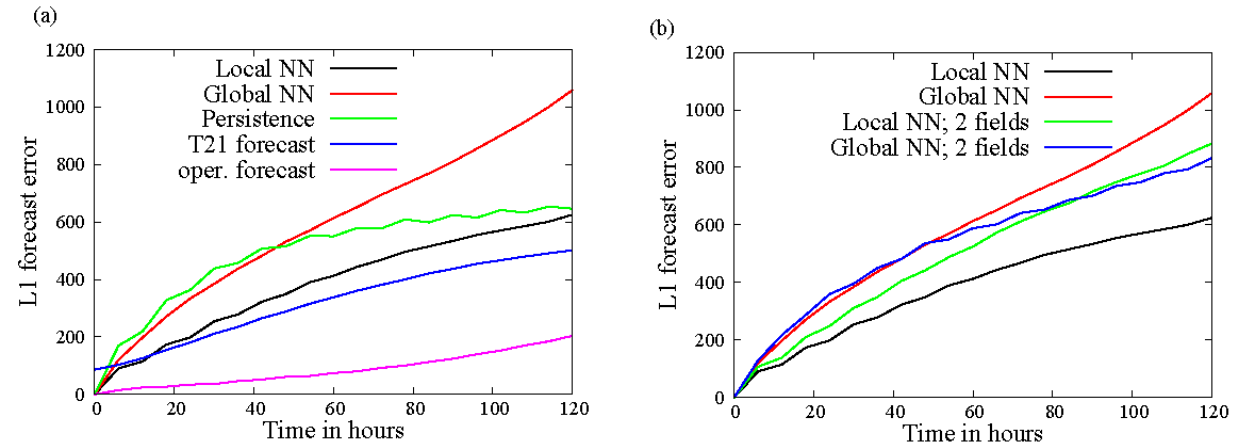 (a)
1200
1000
800
600
400
200
0
L1 forecast error
Local NN
Global NN
Persistence
T21 forecast
oper. forecast
0 20 40 60 80 100 120
Time in hours
(b)
1200
1000
800
600
400
200
0
L1 forecast error
Local NN
Global NN
Local NN; 2 fields
Global NN; 2 fields
0 20 40 60 80 100 120
Time in hours